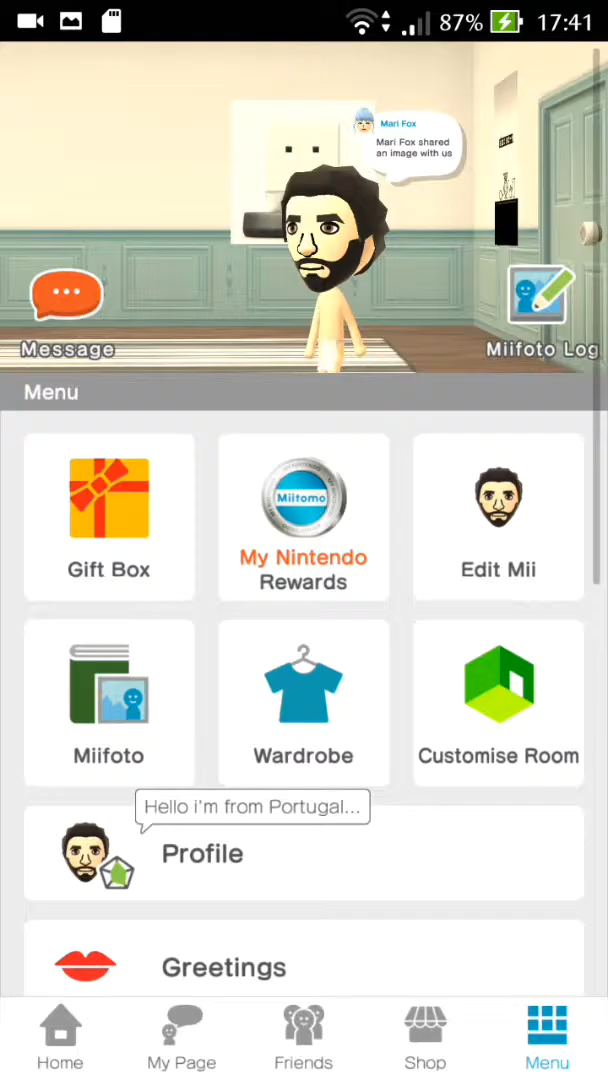 87% 17:41
Mari Fox
Mari Fox shared
an image with us
Message
Miifoto Log
Menu
Gift Box
Miitomo
My Nintendo
Rewards
Edit Mii
Miifoto
Wardrobe
Customise Room
Hello i'm from Portugal...
Profile
Greetings
Home
My Page
Friends
Shop
Menu